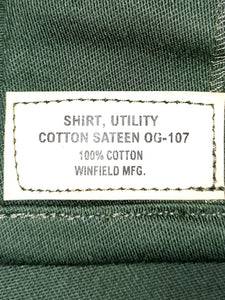 SHIRT, UTILITY
COTTON SATEEN OG-107
100% COTTON
WINFIELD MFG.